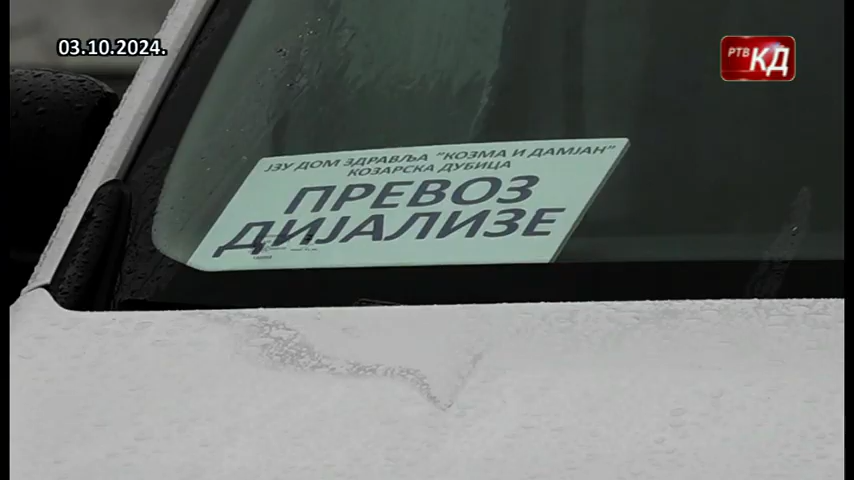 03.10.2024.
РТВ КД
ЈЗУ ДОМ ЗДРАВЉА "КОЗМА И ДАМЈАН"
КОЗАРСКА ДУБИЦА
ПРЕВОЗ
ДИЈАЛИЗЕ